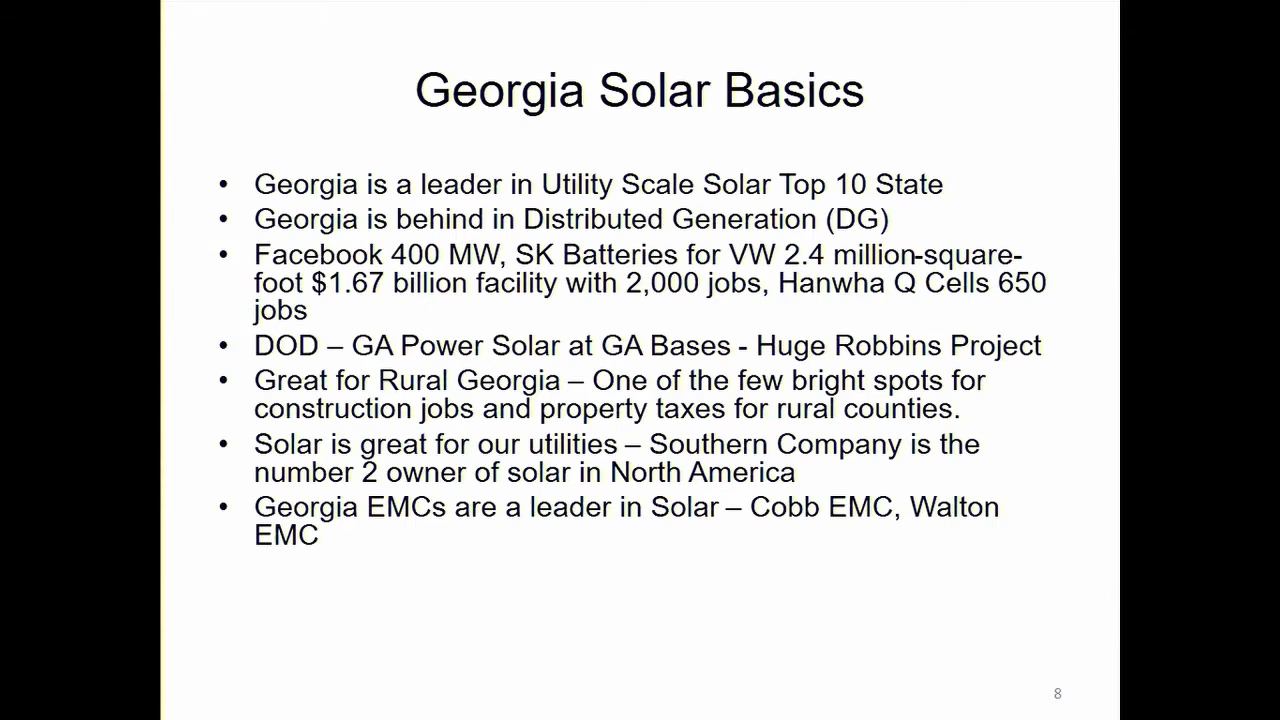 Georgia Solar Basics
• Georgia is a leader in Utility Scale Solar Top 10 State
• Georgia is behind in Distributed Generation (DG)
• Facebook 400 MW, SK Batteries for VW 2.4 million-square-
foot $1.67 billion facility with 2,000 jobs, Hanwha Q Cells 650
jobs
• DOD – GA Power Solar at GA Bases - Huge Robbins Project
• Great for Rural Georgia – One of the few bright spots for
construction jobs and property taxes for rural counties.
• Solar is great for our utilities – Southern Company is the
number 2 owner of solar in North America
• Georgia EMCs are a leader in Solar – Cobb EMC, Walton
EMC
8